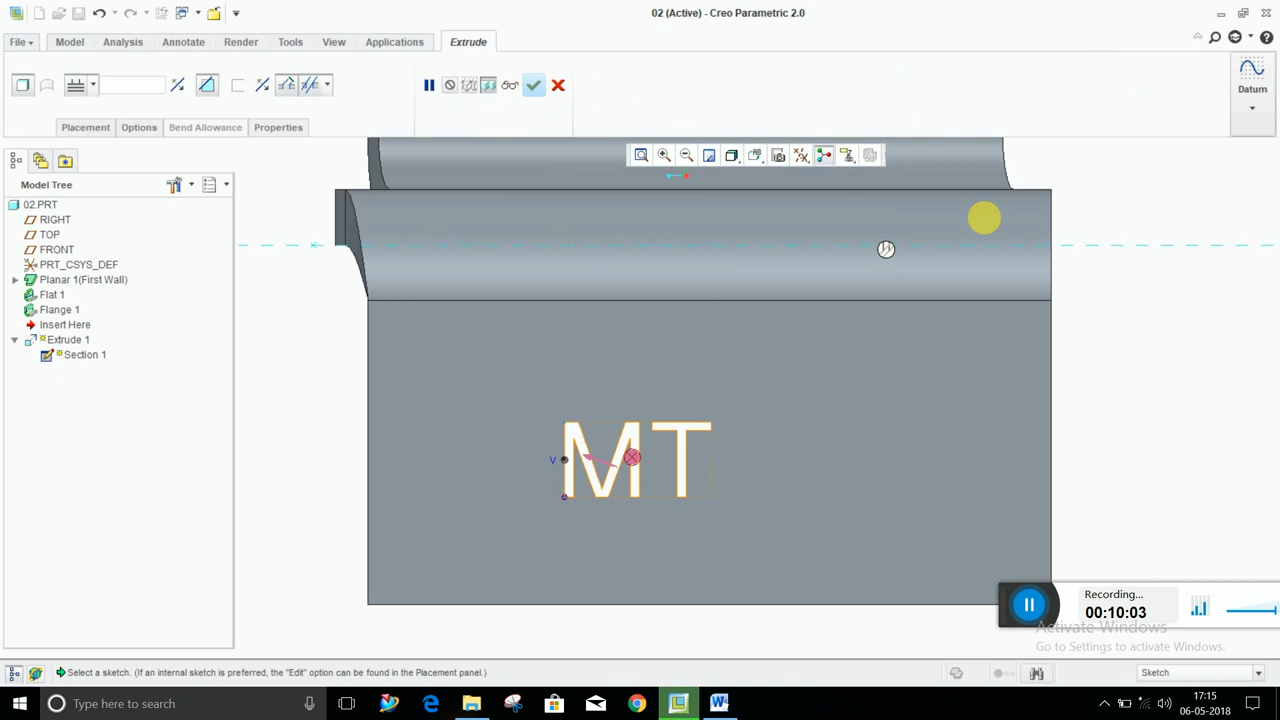 02 (Active) - Creo Parametric 2.0
File Model Analysis Annotate Render Tools View Applications Extrude
Datum
Placement Options Bend Allowance Properties
Model Tree
02.PRT
RIGHT
TOP
FRONT
PRT_CSYS_DEF
Planar 1(First Wall)
Flat 1
Flange 1
Insert Here
Extrude 1
Section 1
MT
V
Recording...
00:10:03
Activate Windows
Go to Settings to activate Windows.
Select a sketch. (If an internal sketch is preferred, the "Edit" option can be found in the Placement panel.)
Sketch
Type here to search
17:15
06-05-2018